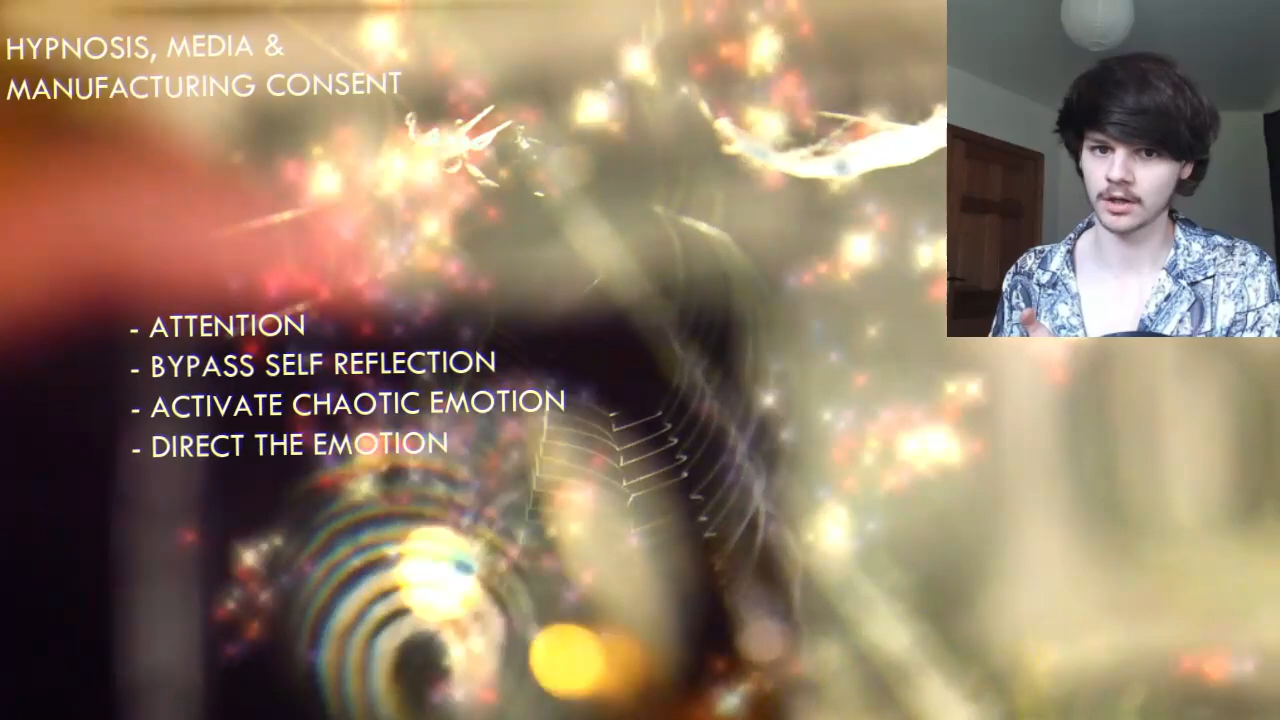 HYPNOSIS, MEDIA &
MANUFACTURING CONSENT
- ATTENTION
- BYPASS SELF REFLECTION
- ACTIVATE CHAOTIC EMOTION
- DIRECT THE EMOTION